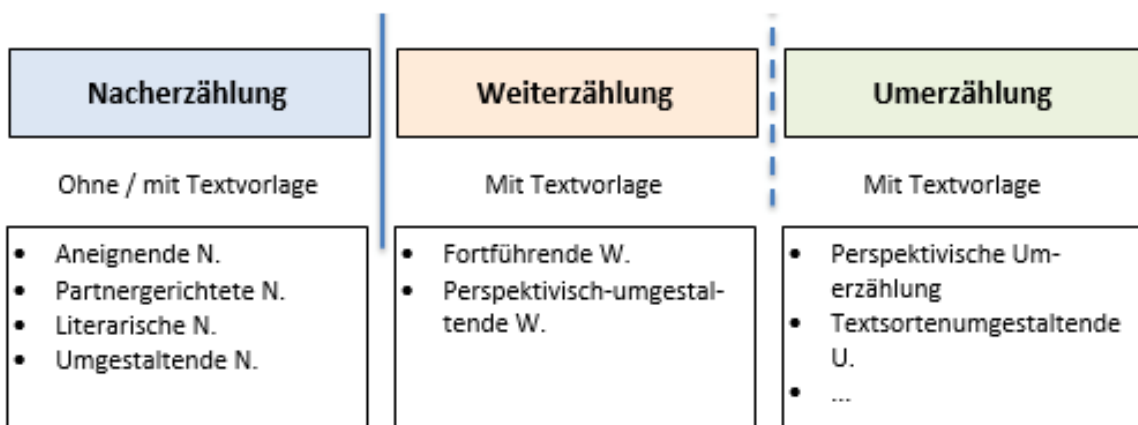 Nacherzählung
Weiterzählung
Umerzählung
Ohne / mit Textvorlage
Mit Textvorlage
Mit Textvorlage
• Aneignende N.
• Partnergerichtete N.
• Literarische N.
• Umgestaltende N.
• Fortführende W.
• Perspektivisch-umgestal-
tende W.
• Perspektivische Um-
erzählung
• Textsortenumgestaltende
U.
• ...